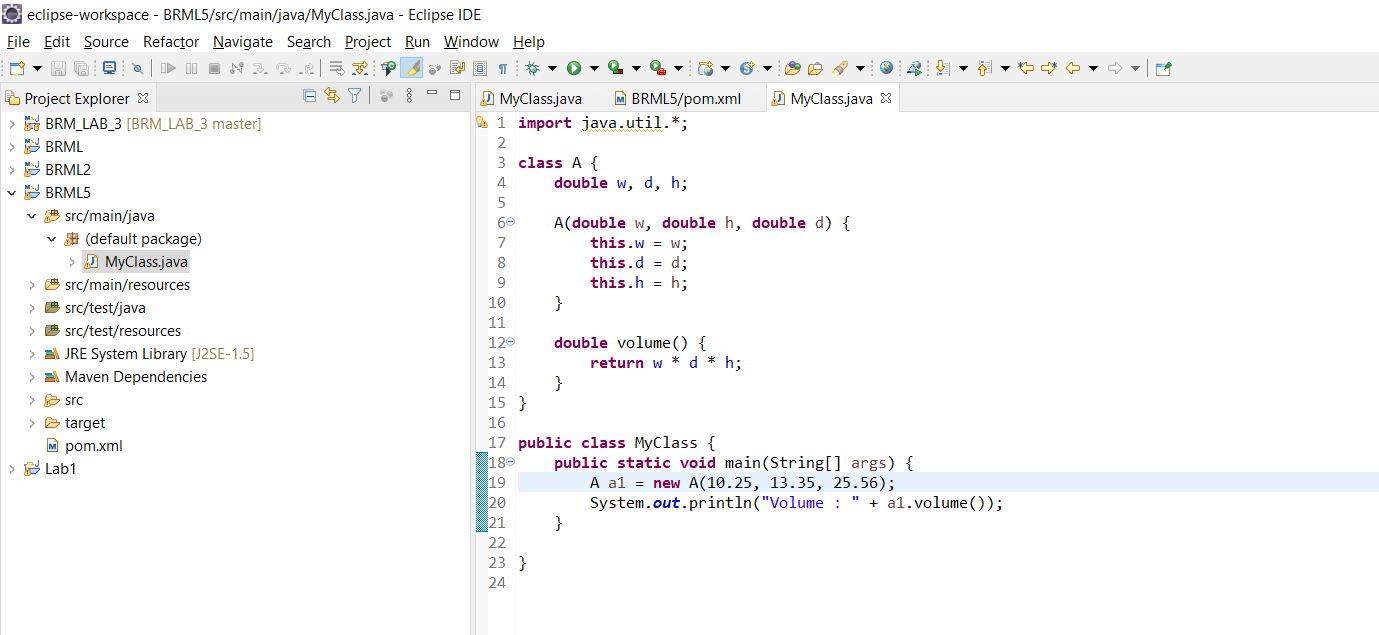 eclipse-workspace - BRML5/src/main/java/MyClass.java - Eclipse IDE
File Edit Source Refactor Navigate Search Project Run Window Help
Project Explorer
BRM_LAB_3 [BRM_LAB_3 master]
BRML
BRML2
BRML5
src/main/java
(default package)
MyClass.java
src/main/resources
src/test/java
src/test/resources
JRE System Library [J2SE-1.5]
Maven Dependencies
src
target
pom.xml
Lab1
MyClass.java BRML5/pom.xml MyClass.java
1 import java.util.*;
2
3 class A {
4     double w, d, h;
5
6     A(double w, double h, double d) {
7         this.w = w;
8         this.d = d;
9         this.h = h;
10     }
11
12     double volume() {
13         return w * d * h;
14     }
15 }
16
17 public class MyClass {
18     public static void main(String[] args) {
19         A a1 = new A(10.25, 13.35, 25.56);
20         System.out.println("Volume : " + a1.volume());
21     }
22
23 }
24